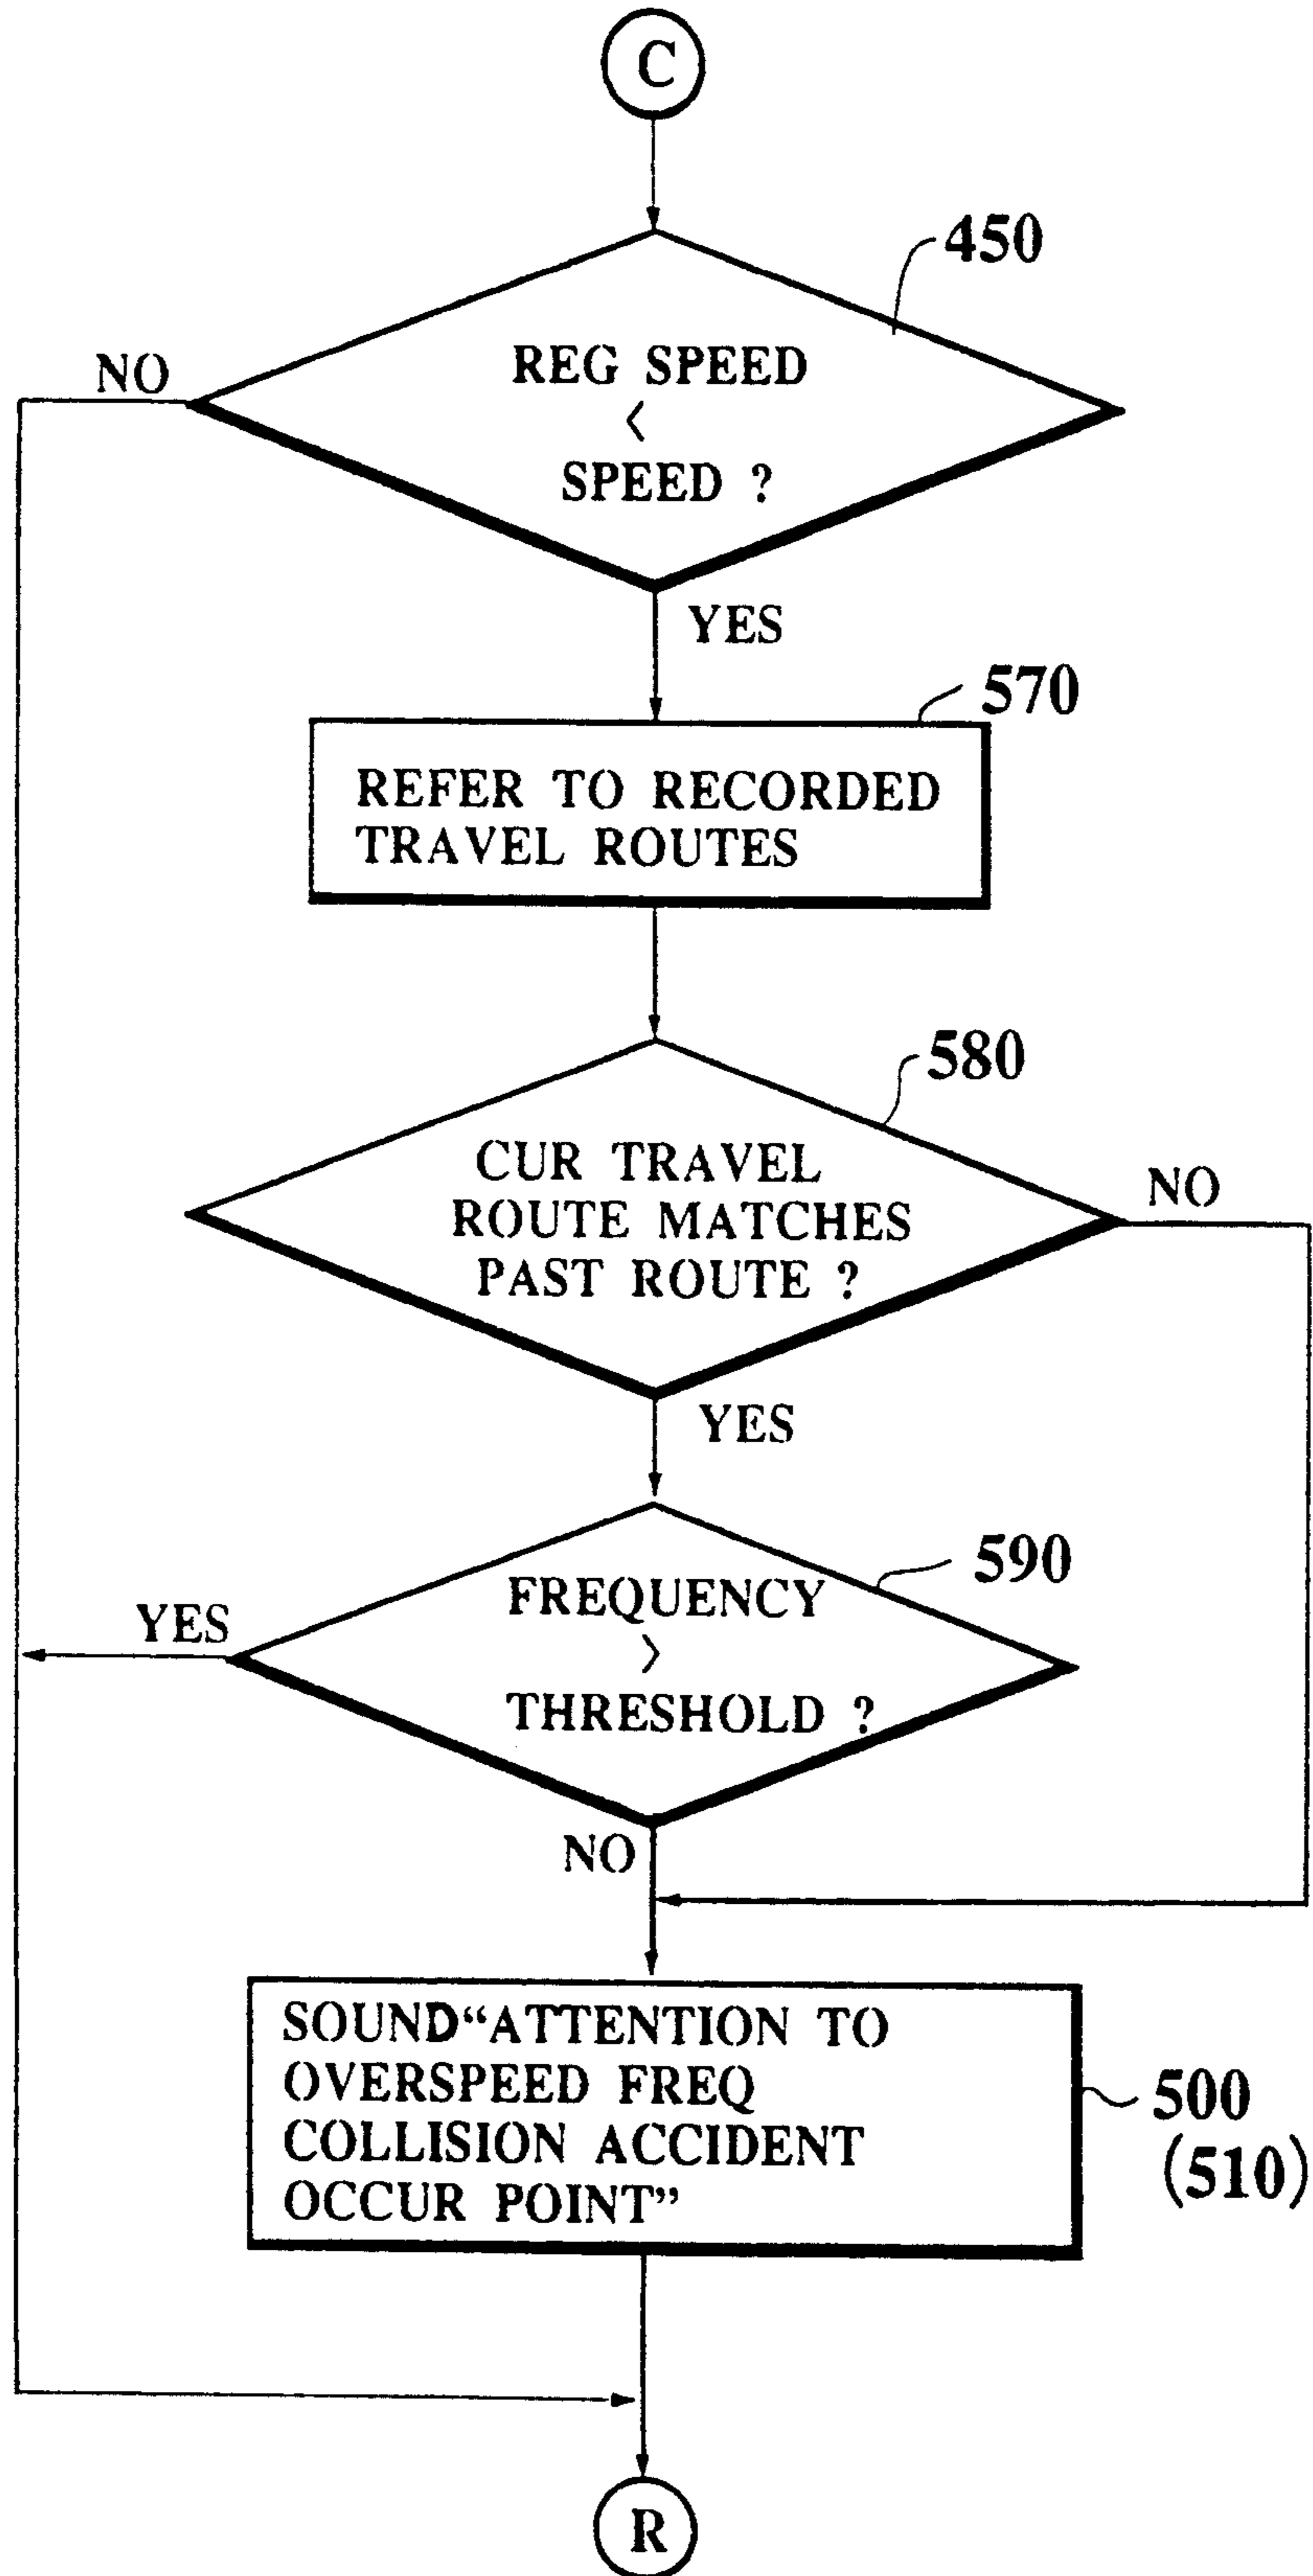 C
450
REG SPEED
<
SPEED ?
NO
YES
570
REFER TO RECORDED
TRAVEL ROUTES
580
CUR TRAVEL
ROUTE MATCHES
PAST ROUTE ?
NO
YES
590
FREQUENCY
>
THRESHOLD ?
YES
NO
SOUND“ATTENTION TO
OVERSPEED FREQ
COLLISION ACCIDENT
OCCUR POINT”
500
(510)
R